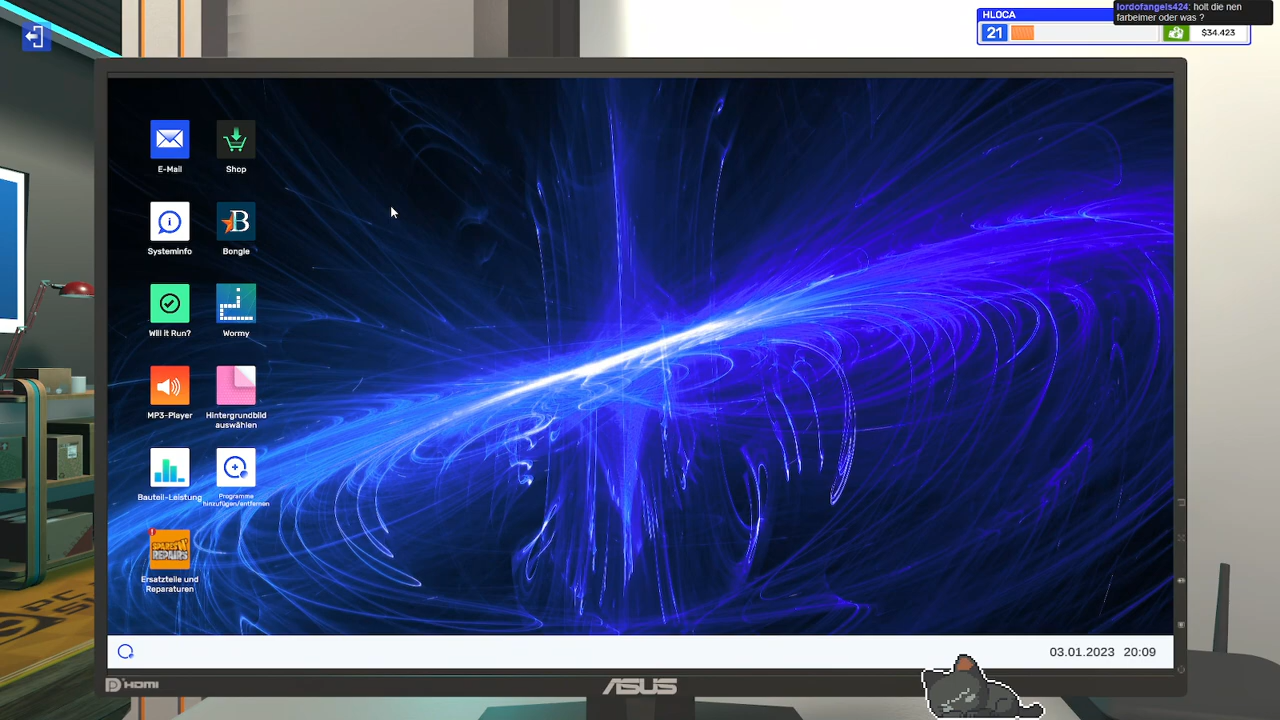 HLOCA
lordofangels424: holt die nen
farbeimer oder was ?
21
$34.423
E-Mail
Shop
i
B
Systeminfo
Bongle
Will it Run?
Wormy
MP3-Player
Hintergrundbild
auswählen
Bauteil-Leistung
Programme
hinzufügen/entfernen
SPARES N'
REPAIRS
Ersatzteile und
Reparaturen
03.01.2023 20:09
HDMI
ASUS